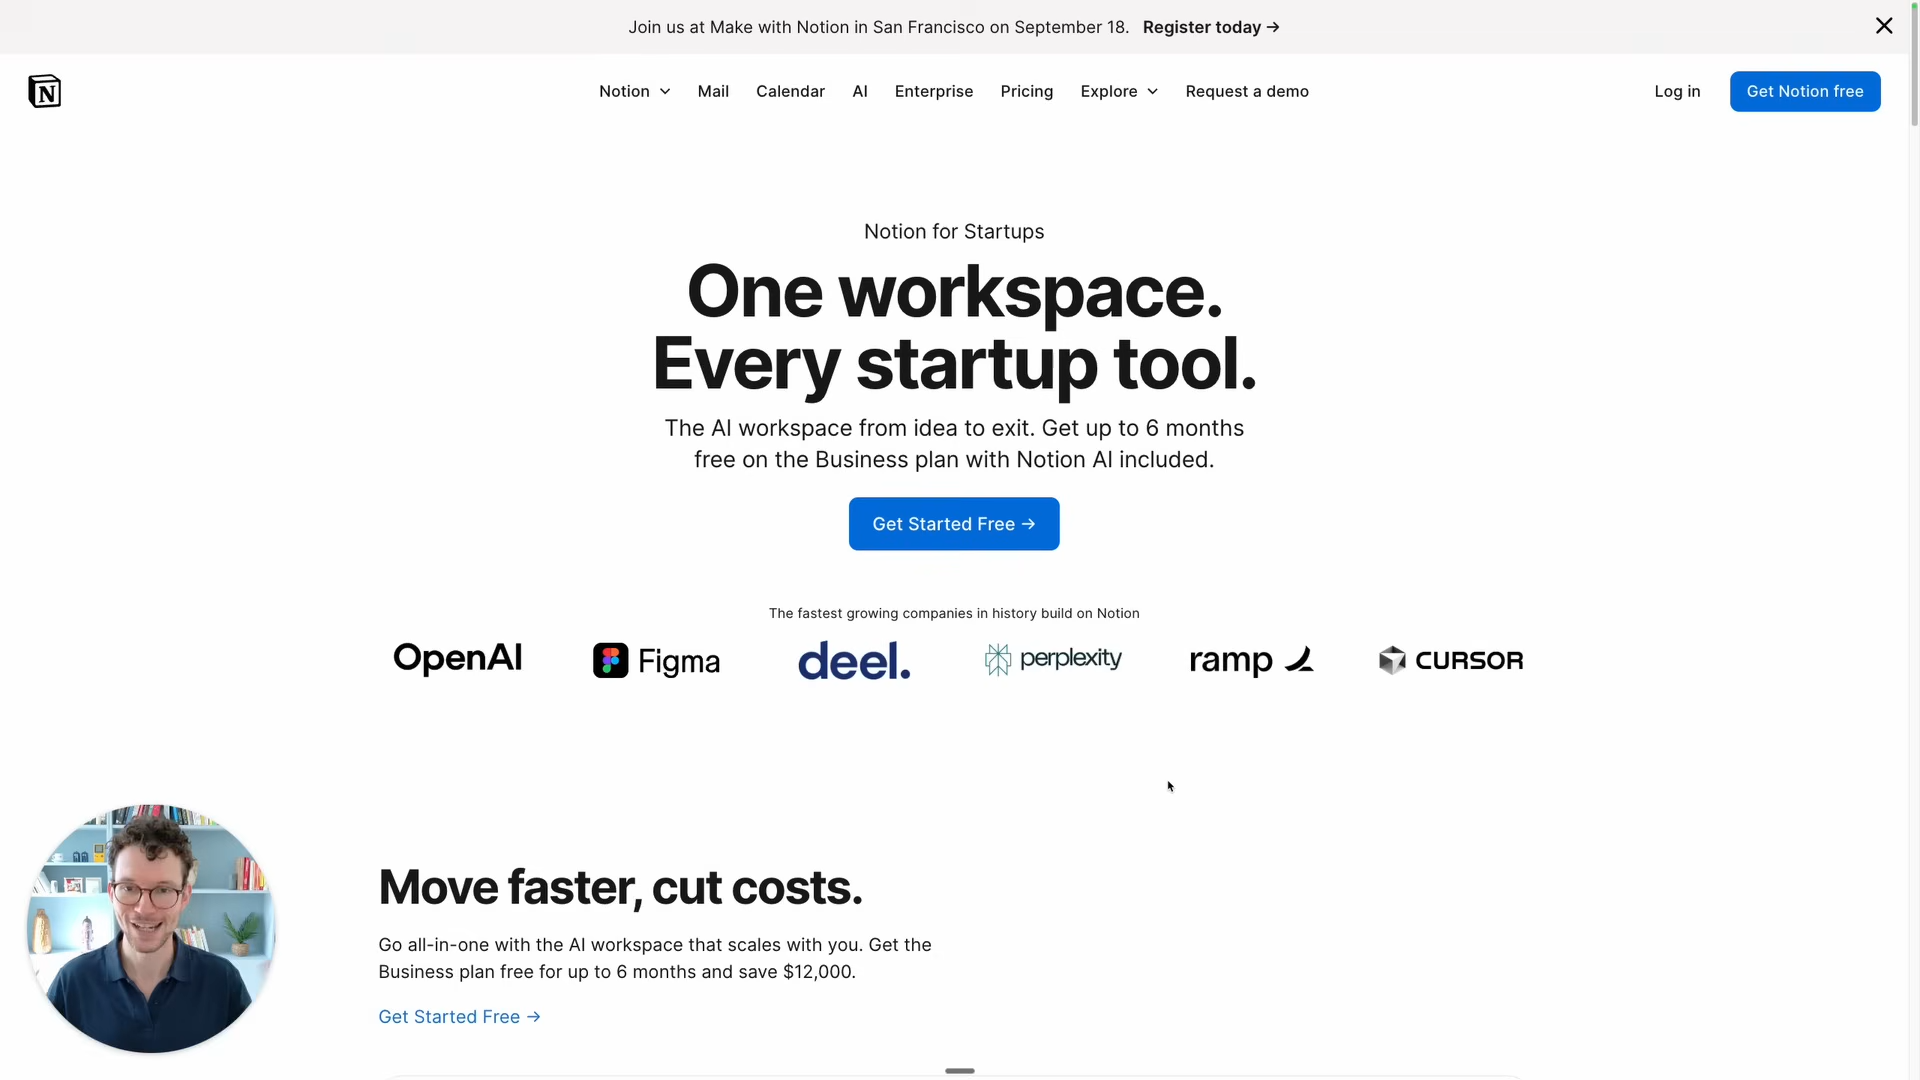 Join us at Make with Notion in San Francisco on September 18. Register today →
N
Notion Mail Calendar AI Enterprise Pricing Explore Request a demo
Log in
Get Notion free
Notion for Startups
One workspace.
Every startup tool.
The AI workspace from idea to exit. Get up to 6 months
free on the Business plan with Notion AI included.
Get Started Free →
The fastest growing companies in history build on Notion
OpenAI
Figma
deel.
perplexity
ramp
CURSOR
Move faster, cut costs.
Go all-in-one with the AI workspace that scales with you. Get the
Business plan free for up to 6 months and save $12,000.
Get Started Free →